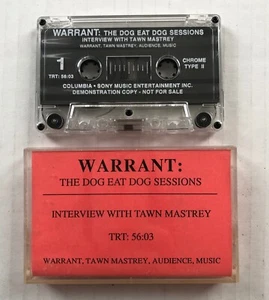 WARRANT: THE DOG EAT DOG SESSIONS
INTERVIEW WITH TAWN MASTREY
WARRANT, TAWN MASTREY, AUDIENCE, MUSIC
1
TRT: 56:03
CHROME
TYPE II
COLUMBIA • SONY MUSIC ENTERTAINMENT INC.
DEMONSTRATION COPY - NOT FOR SALE
WARRANT:
THE DOG EAT DOG SESSIONS
INTERVIEW WITH TAWN MASTREY
TRT: 56:03
WARRANT, TAWN MASTREY, AUDIENCE, MUSIC